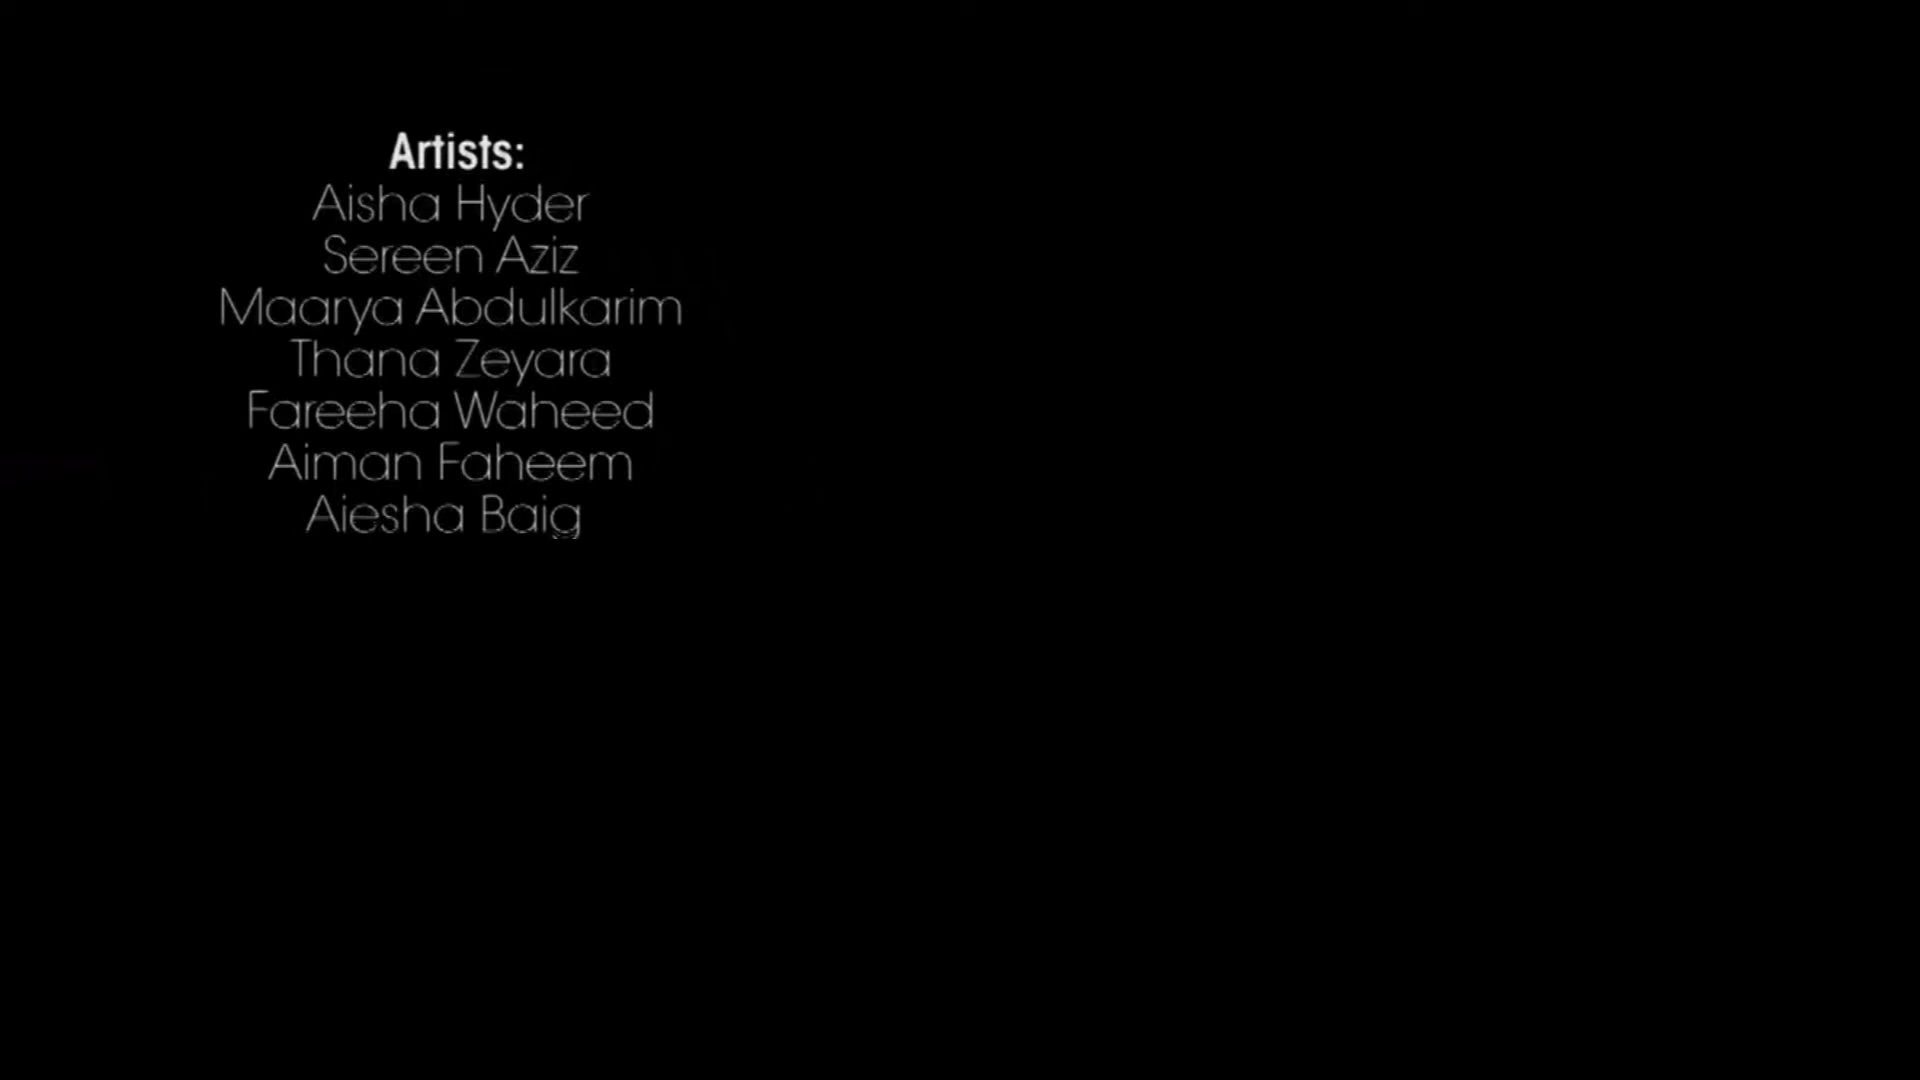 Artists:
Aisha Hyder
Sereen Aziz
Maarya Abdulkarim
Thana Zeyara
Fareeha Waheed
Aiman Faheem
Aiesha Baig